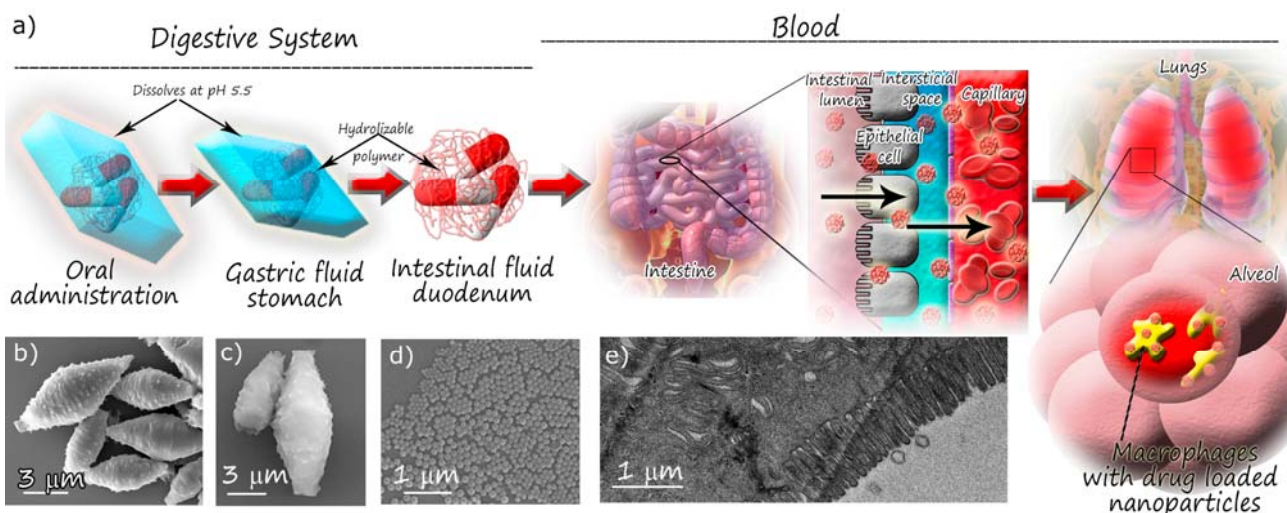 a)
Digestive System
Blood
Dissolves at pH 5.5
Hydrolizable
polymer
Oral
administration
Gastric fluid
stomach
Intestinal fluid
duodenum
Intestine
Intestinal
lumen
Intersticial
space
Epithelial
cell
Capillary
Lungs
Alveol
Macrophages
with drug loaded
nanoparticles
b)
3 μm
c)
3 μm
d)
1 μm
e)
1 μm